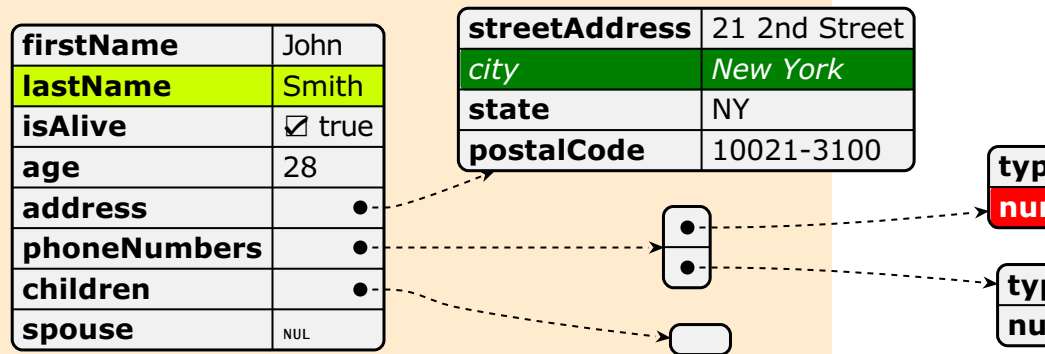 firstName John
lastName Smith
isAlive ☑ true
age 28
address
phoneNumbers
children
spouse NUL
streetAddress 21 2nd Street
city New York
state NY
postalCode 10021-3100